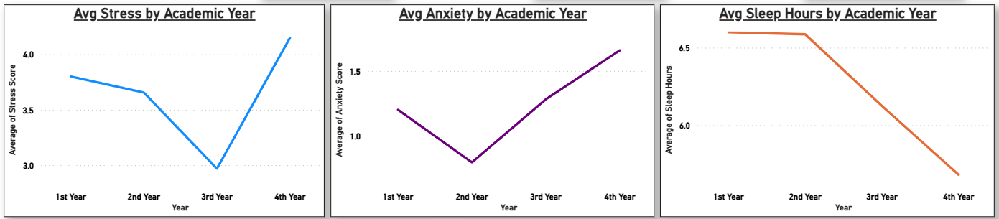 Avg Stress by Academic Year
Average of Stress Score
4.0
3.5
3.0
1st Year 2nd Year 3rd Year 4th Year
Year
Avg Anxiety by Academic Year
Average of Anxiety Score
1.5
1.0
1st Year 2nd Year 3rd Year 4th Year
Year
Avg Sleep Hours by Academic Year
Average of Sleep Hours
6.5
6.0
1st Year 2nd Year 3rd Year 4th Year
Year